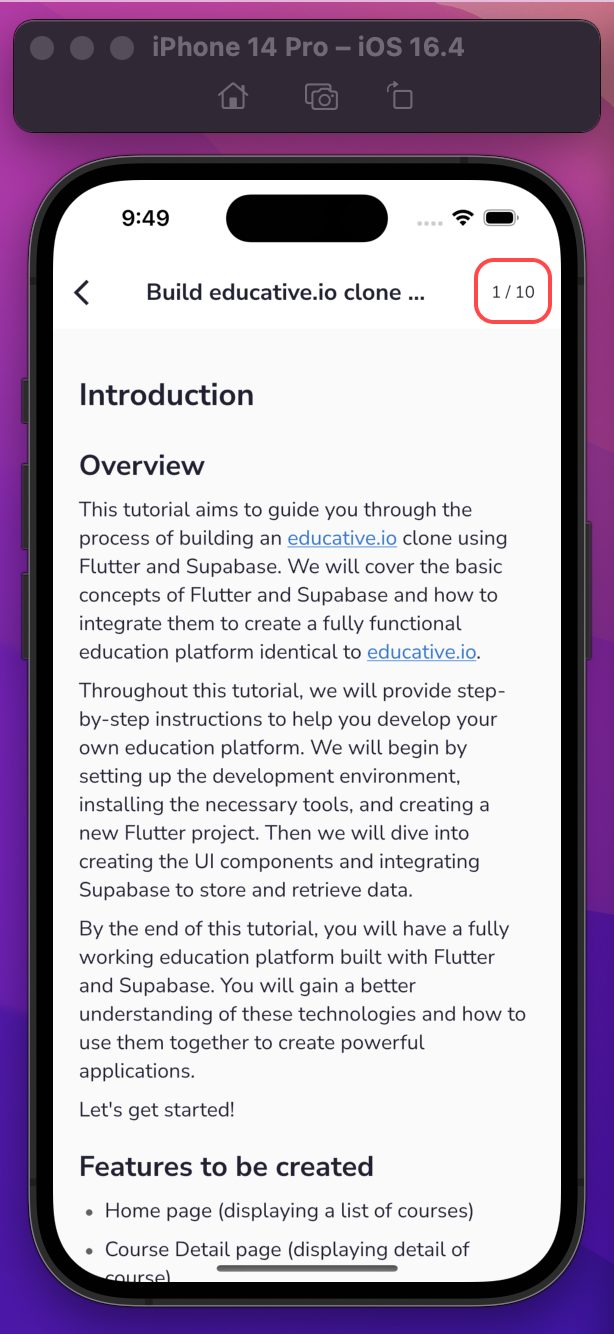 iPhone 14 Pro – iOS 16.4
9:49
Build educative.io clone ...
1 / 10
Introduction
Overview
This tutorial aims to guide you through the
process of building an educative.io clone using
Flutter and Supabase. We will cover the basic
concepts of Flutter and Supabase and how to
integrate them to create a fully functional
education platform identical to educative.io.
Throughout this tutorial, we will provide step-
by-step instructions to help you develop your
own education platform. We will begin by
setting up the development environment,
installing the necessary tools, and creating a
new Flutter project. Then we will dive into
creating the UI components and integrating
Supabase to store and retrieve data.
By the end of this tutorial, you will have a fully
working education platform built with Flutter
and Supabase. You will gain a better
understanding of these technologies and how to
use them together to create powerful
applications.
Let's get started!
Features to be created
• Home page (displaying a list of courses)
• Course Detail page (displaying detail of
course)